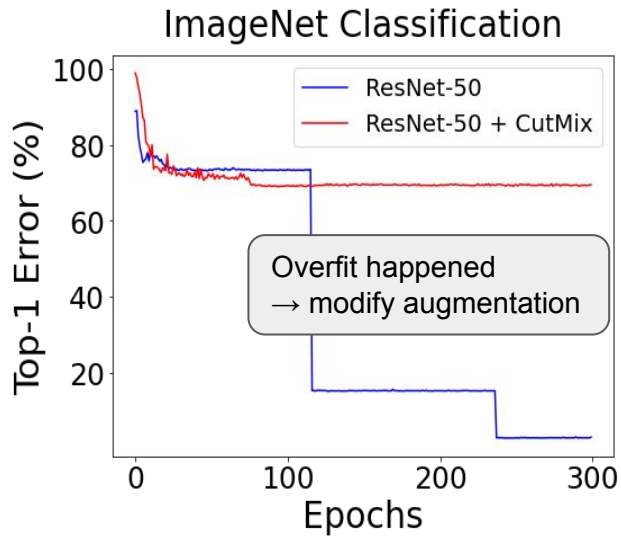 ImageNet Classification
Top-1 Error (%)
100
80
60
40
20
ResNet-50
ResNet-50 + CutMix
Overfit happened
→ modify augmentation
0
100
200
300
Epochs